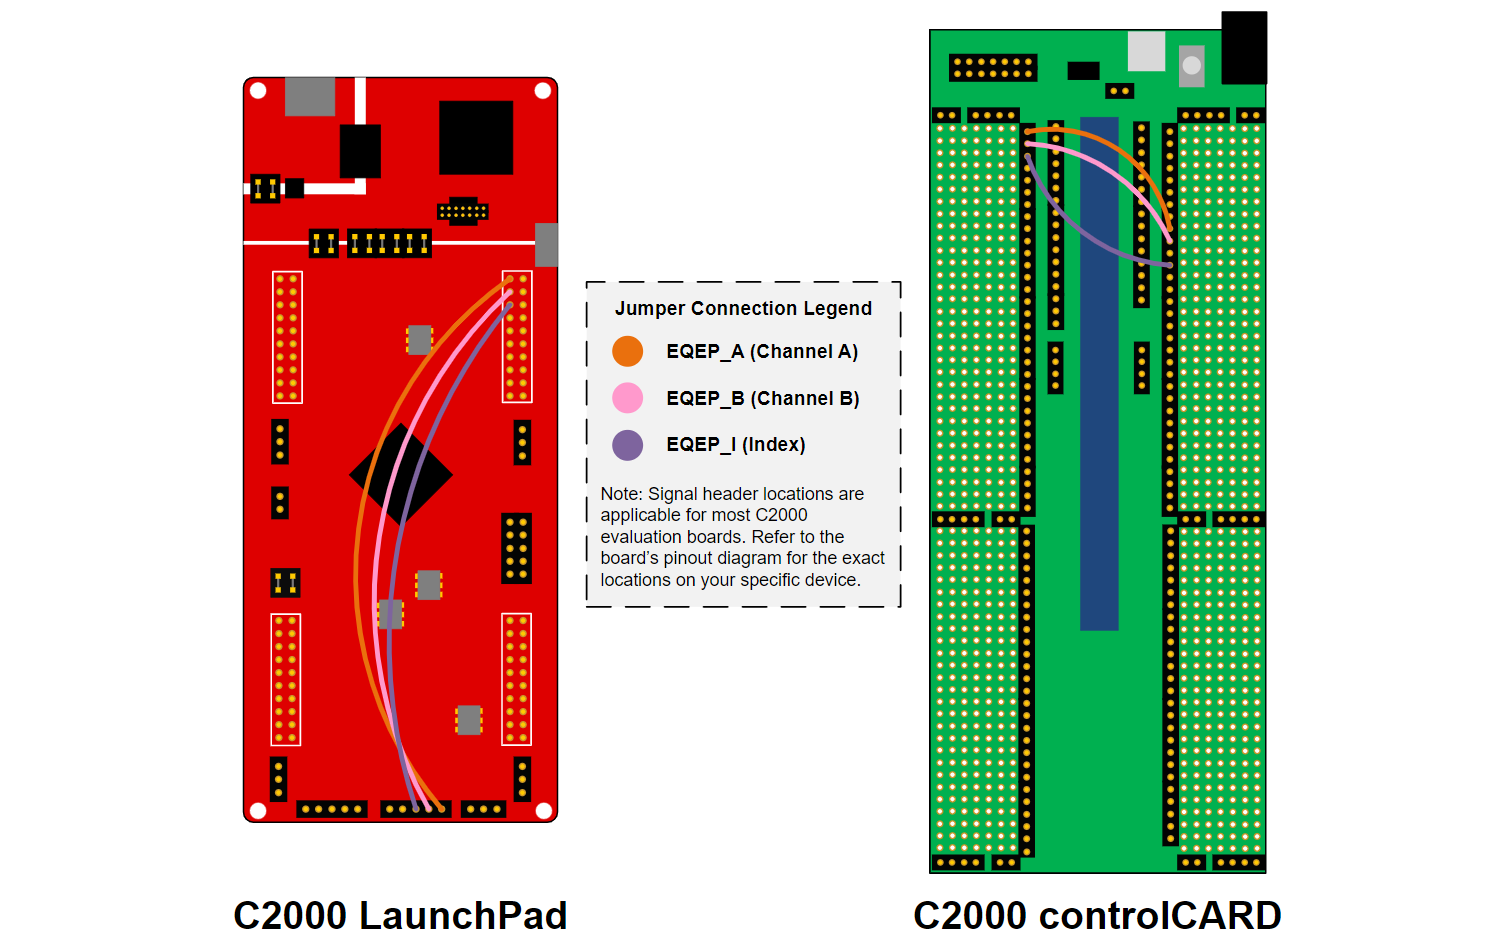 Jumper Connection Legend
EQEP_A (Channel A)
EQEP_B (Channel B)
EQEP_I (Index)
Note: Signal header locations are
applicable for most C2000
evaluation boards. Refer to the
board’s pinout diagram for the exact
locations on your specific device.
C2000 LaunchPad
C2000 controlCARD